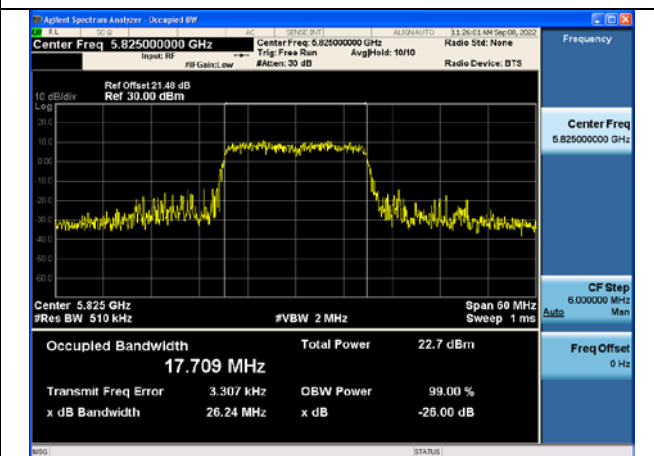 Agilent Spectrum Analyzer - Occupied BW
RL 50 Ω AC SENSE:INT ALIGNAUTO 11:26:01 AM Sep 08, 2022
Center Freq 5.825000000 GHz Center Freq: 5.825000000 GHz Radio Std: None Frequency
Input: RF Trig: Free Run Avg|Hold: 10/10
#IFGain:Low #Atten: 30 dB Radio Device: BTS
Ref Offset 21.48 dB
10 dB/div Ref 30.00 dBm
Log
20.0
10.0
0.00
-10.0
-20.0
-30.0
-40.0
-50.0
-60.0
Center Freq
5.825000000 GHz
Center 5.825 GHz Span 60 MHz
#Res BW 510 kHz #VBW 2 MHz Sweep 1 ms
CF Step
6.000000 MHz
Auto Man
Occupied Bandwidth Total Power 22.7 dBm
17.709 MHz
Freq Offset
0 Hz
Transmit Freq Error 3.307 kHz OBW Power 99.00 %
x dB Bandwidth 26.24 MHz x dB -26.00 dB
MSG STATUS